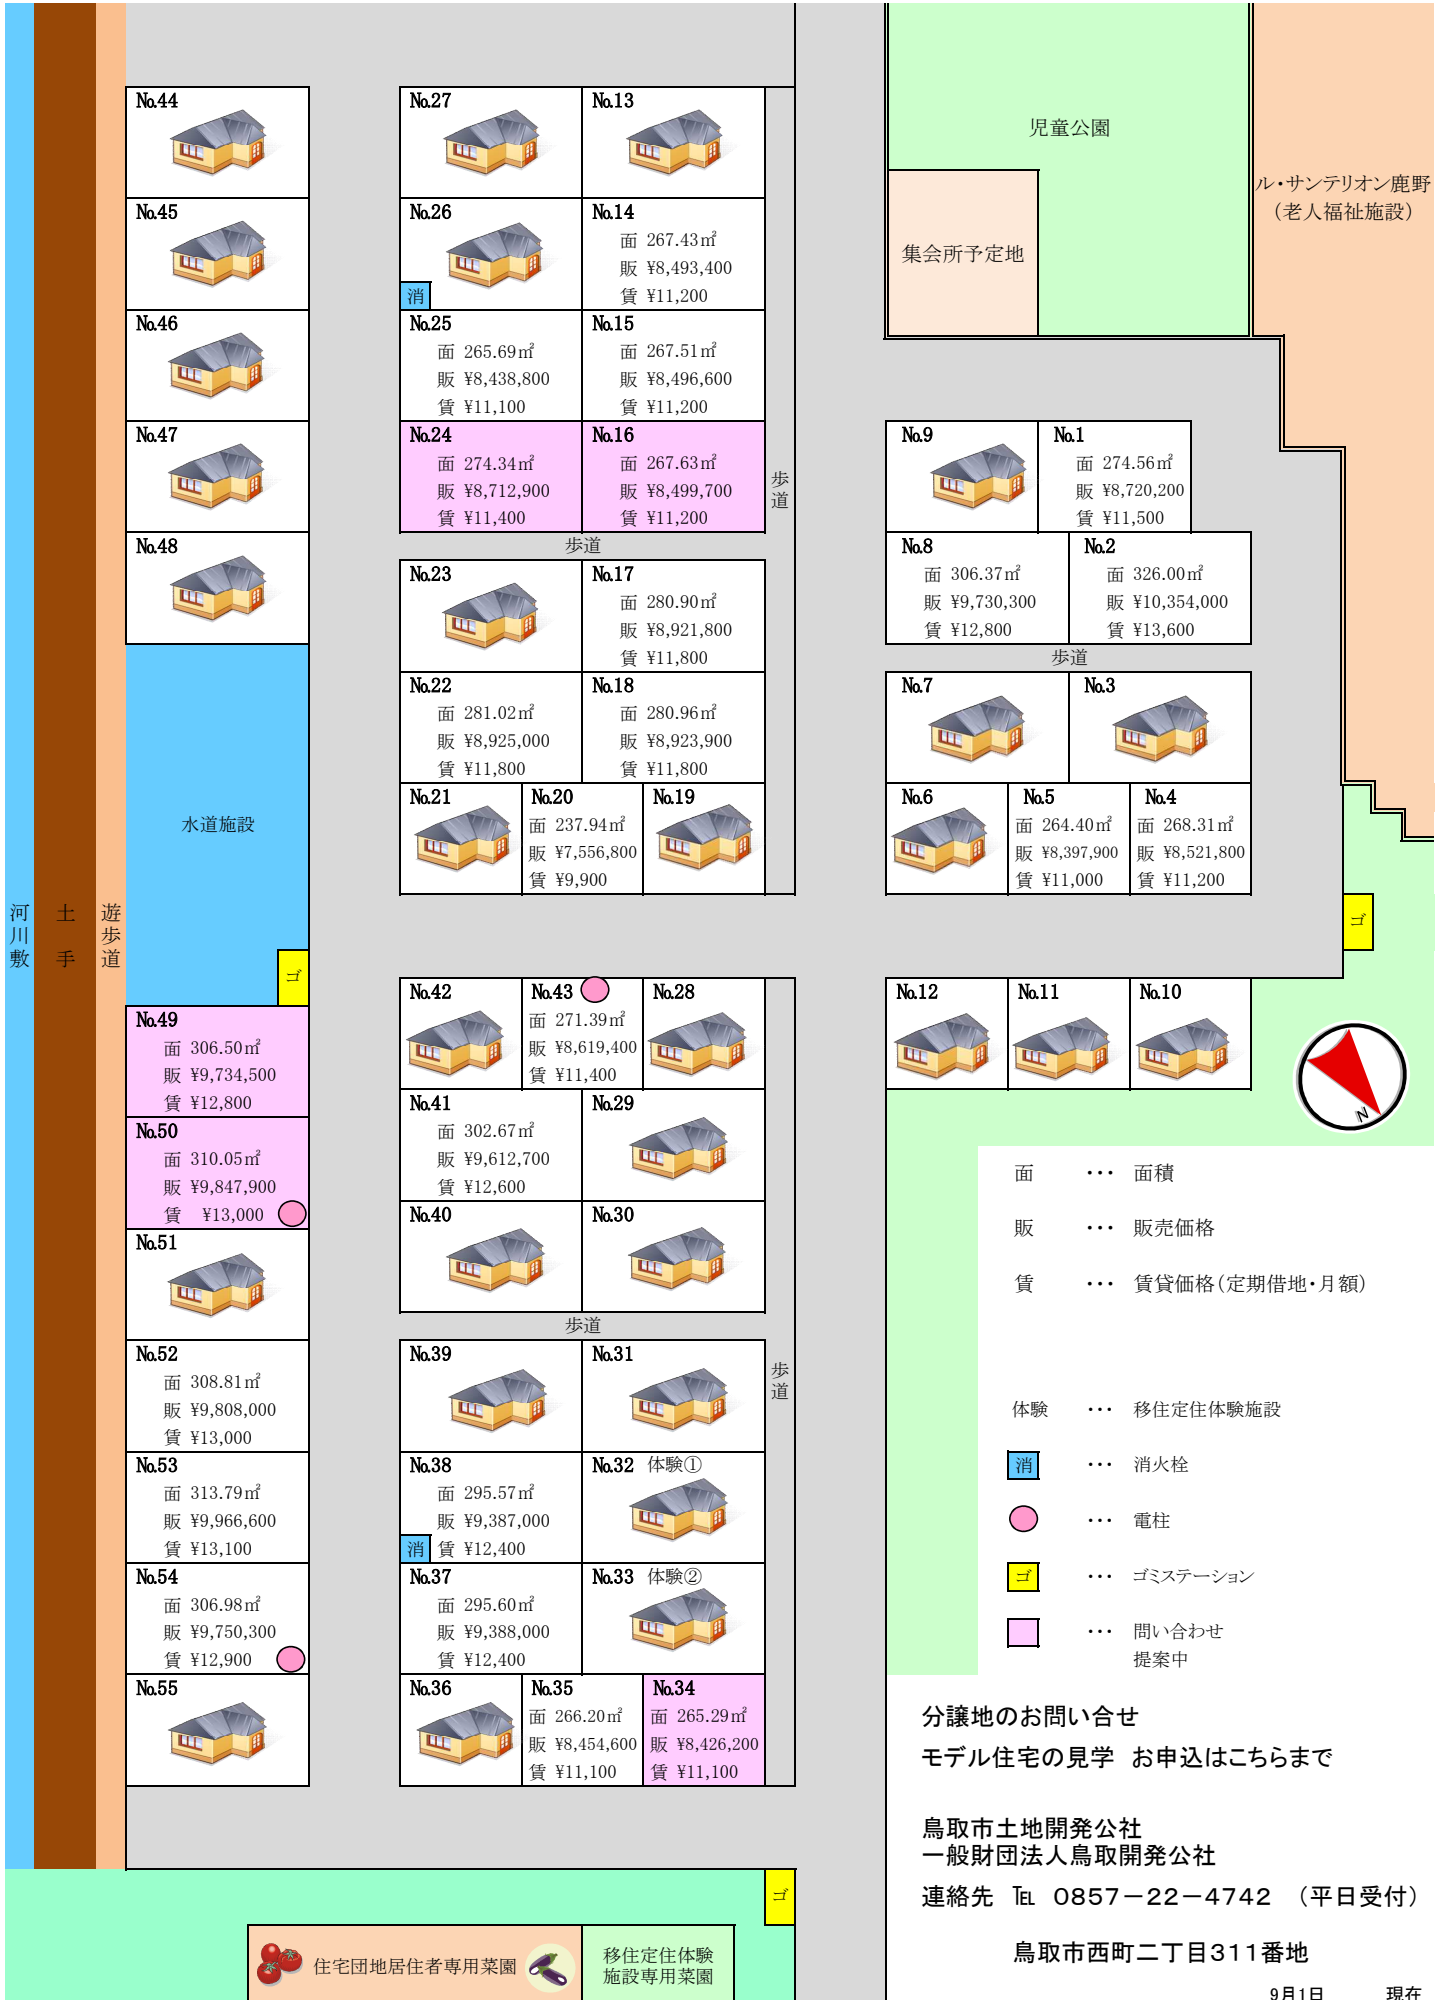 No.44
No.45
No.46
No.47
No.48
水道施設
河川敷
土手
遊歩道
ゴ
No.49
面 306.50㎡
販 ¥9,734,500
賃 ¥12,800
No.50
面 310.05㎡
販 ¥9,847,900
賃 ¥13,000
No.51
No.52
面 308.81㎡
販 ¥9,808,000
賃 ¥13,000
No.53
面 313.79㎡
販 ¥9,966,600
賃 ¥13,100
No.54
面 306.98㎡
販 ¥9,750,300
賃 ¥12,900
No.55
No.27
No.13
No.26
消
No.14
面 267.43㎡
販 ¥8,493,400
賃 ¥11,200
No.25
面 265.69㎡
販 ¥8,438,800
賃 ¥11,100
No.15
面 267.51㎡
販 ¥8,496,600
賃 ¥11,200
No.24
面 274.34㎡
販 ¥8,712,900
賃 ¥11,400
No.16
面 267.63㎡
販 ¥8,499,700
賃 ¥11,200
歩道
歩道
No.23
No.17
面 280.90㎡
販 ¥8,921,800
賃 ¥11,800
No.22
面 281.02㎡
販 ¥8,925,000
賃 ¥11,800
No.18
面 280.96㎡
販 ¥8,923,900
賃 ¥11,800
No.21
No.20
面 237.94㎡
販 ¥7,556,800
賃 ¥9,900
No.19
No.42
No.43
面 271.39㎡
販 ¥8,619,400
賃 ¥11,400
No.28
No.41
面 302.67㎡
販 ¥9,612,700
賃 ¥12,600
No.29
No.40
No.30
歩道
歩道
No.39
No.31
No.38
面 295.57㎡
販 ¥9,387,000
消 賃 ¥12,400
No.32 体験①
No.37
面 295.60㎡
販 ¥9,388,000
賃 ¥12,400
No.33 体験②
No.36
No.35
面 266.20㎡
販 ¥8,454,600
賃 ¥11,100
No.34
面 265.29㎡
販 ¥8,426,200
賃 ¥11,100
ゴ
住宅団地居住者専用菜園
移住定住体験
施設専用菜園
児童公園
集会所予定地
ル・サンテリオン鹿野
（老人福祉施設）
No.9
No.1
面 274.56㎡
販 ¥8,720,200
賃 ¥11,500
No.8
面 306.37㎡
販 ¥9,730,300
賃 ¥12,800
No.2
面 326.00㎡
販 ¥10,354,000
賃 ¥13,600
歩道
No.7
No.3
No.6
No.5
面 264.40㎡
販 ¥8,397,900
賃 ¥11,000
No.4
面 268.31㎡
販 ¥8,521,800
賃 ¥11,200
ゴ
No.12
No.11
No.10
N
面 ･･･ 面積
販 ･･･ 販売価格
賃 ･･･ 賃貸価格（定期借地・月額）
体験 ･･･ 移住定住体験施設
消 ･･･ 消火栓
･･･ 電柱
ゴ ･･･ ゴミステーション
･･･ 問い合わせ
提案中
分譲地のお問い合せ
モデル住宅の見学 お申込はこちらまで
鳥取市土地開発公社
一般財団法人鳥取開発公社
連絡先 ℡ 0857－22－4742 （平日受付）
鳥取市西町二丁目311番地
9月1日 現在